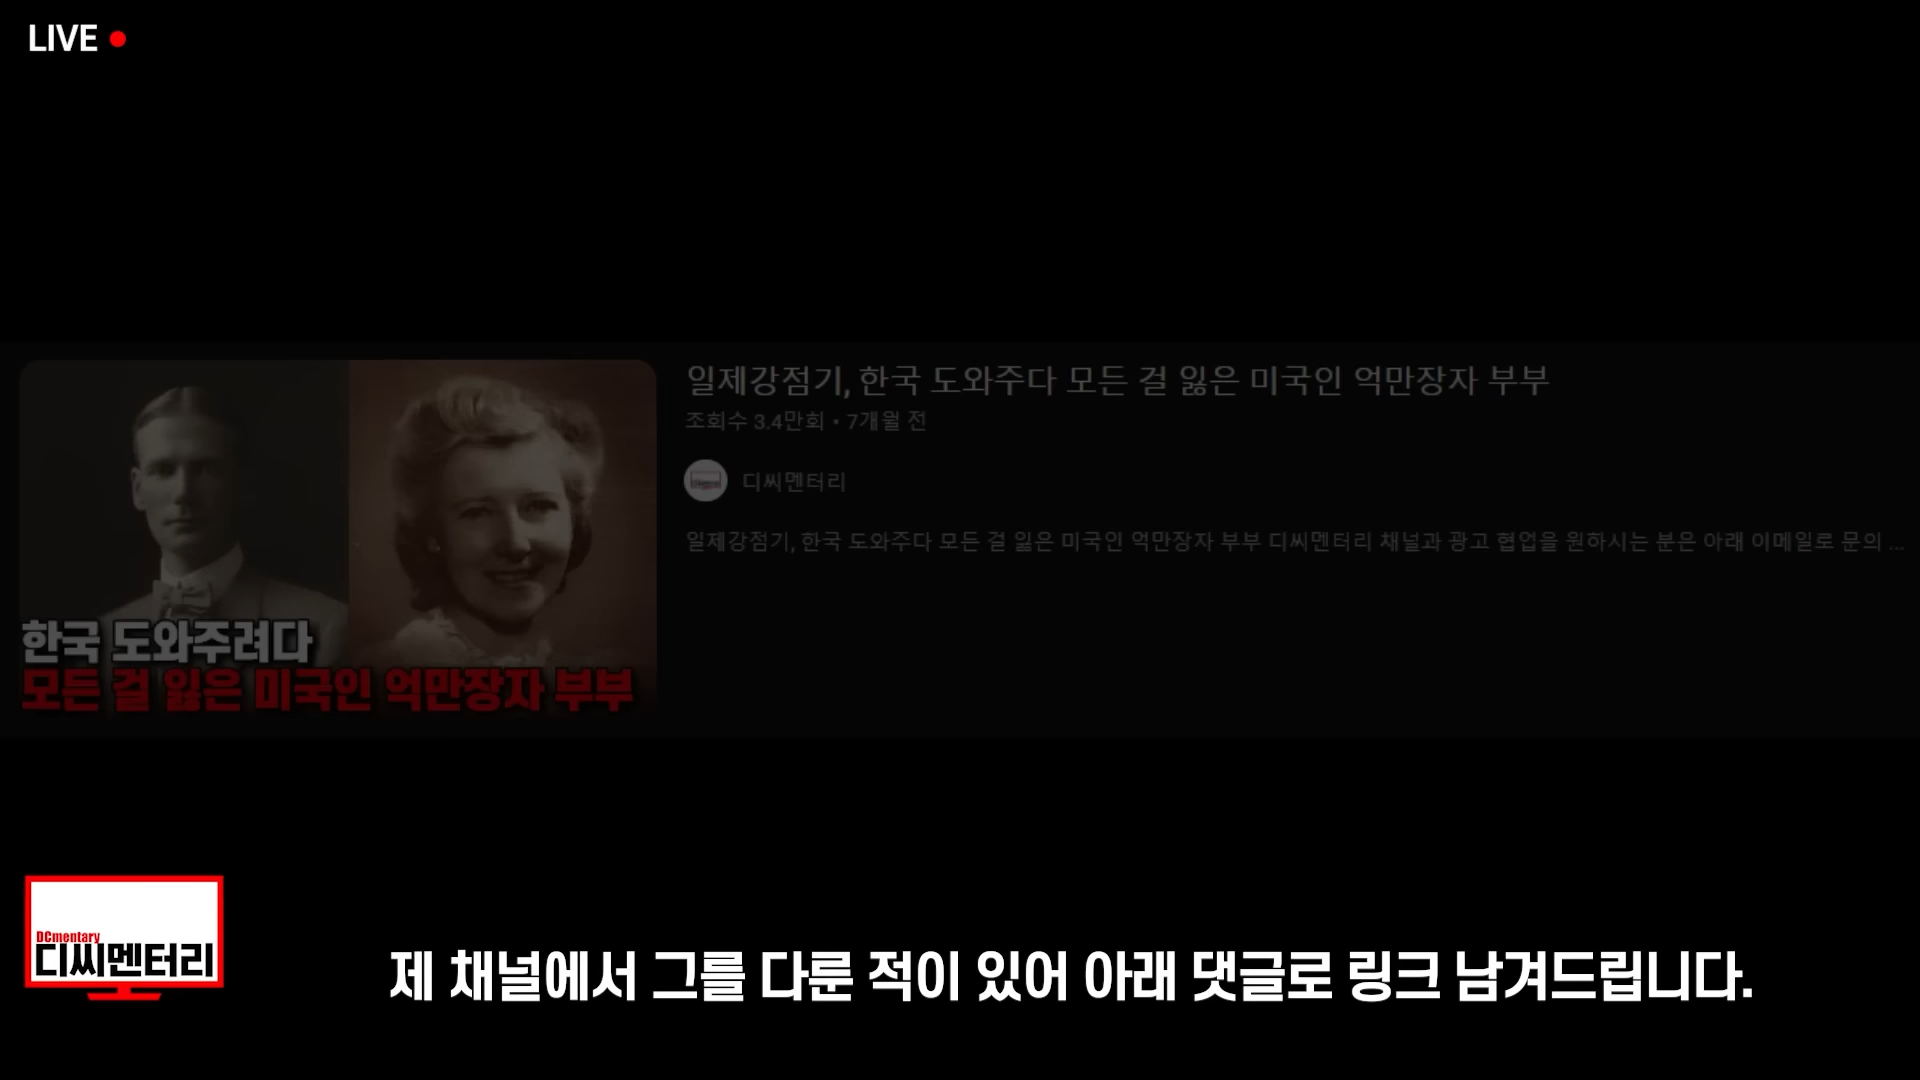 LIVE
일제강점기, 한국 도와주다 모든 걸 잃은 미국인 억만장자 부부
조회수 3.4만회 • 7개월 전
디씨멘터리
일제강점기, 한국 도와주다 모든 걸 잃은 미국인 억만장자 부부 디씨멘터리 채널과 광고 협업을 원하시는 분은 아래 이메일로 문의 ...
한국 도와주려다
모든 걸 잃은 미국인 억만장자 부부
DCmentary
디씨멘터리
제 채널에서 그를 다룬 적이 있어 아래 댓글로 링크 남겨드립니다.